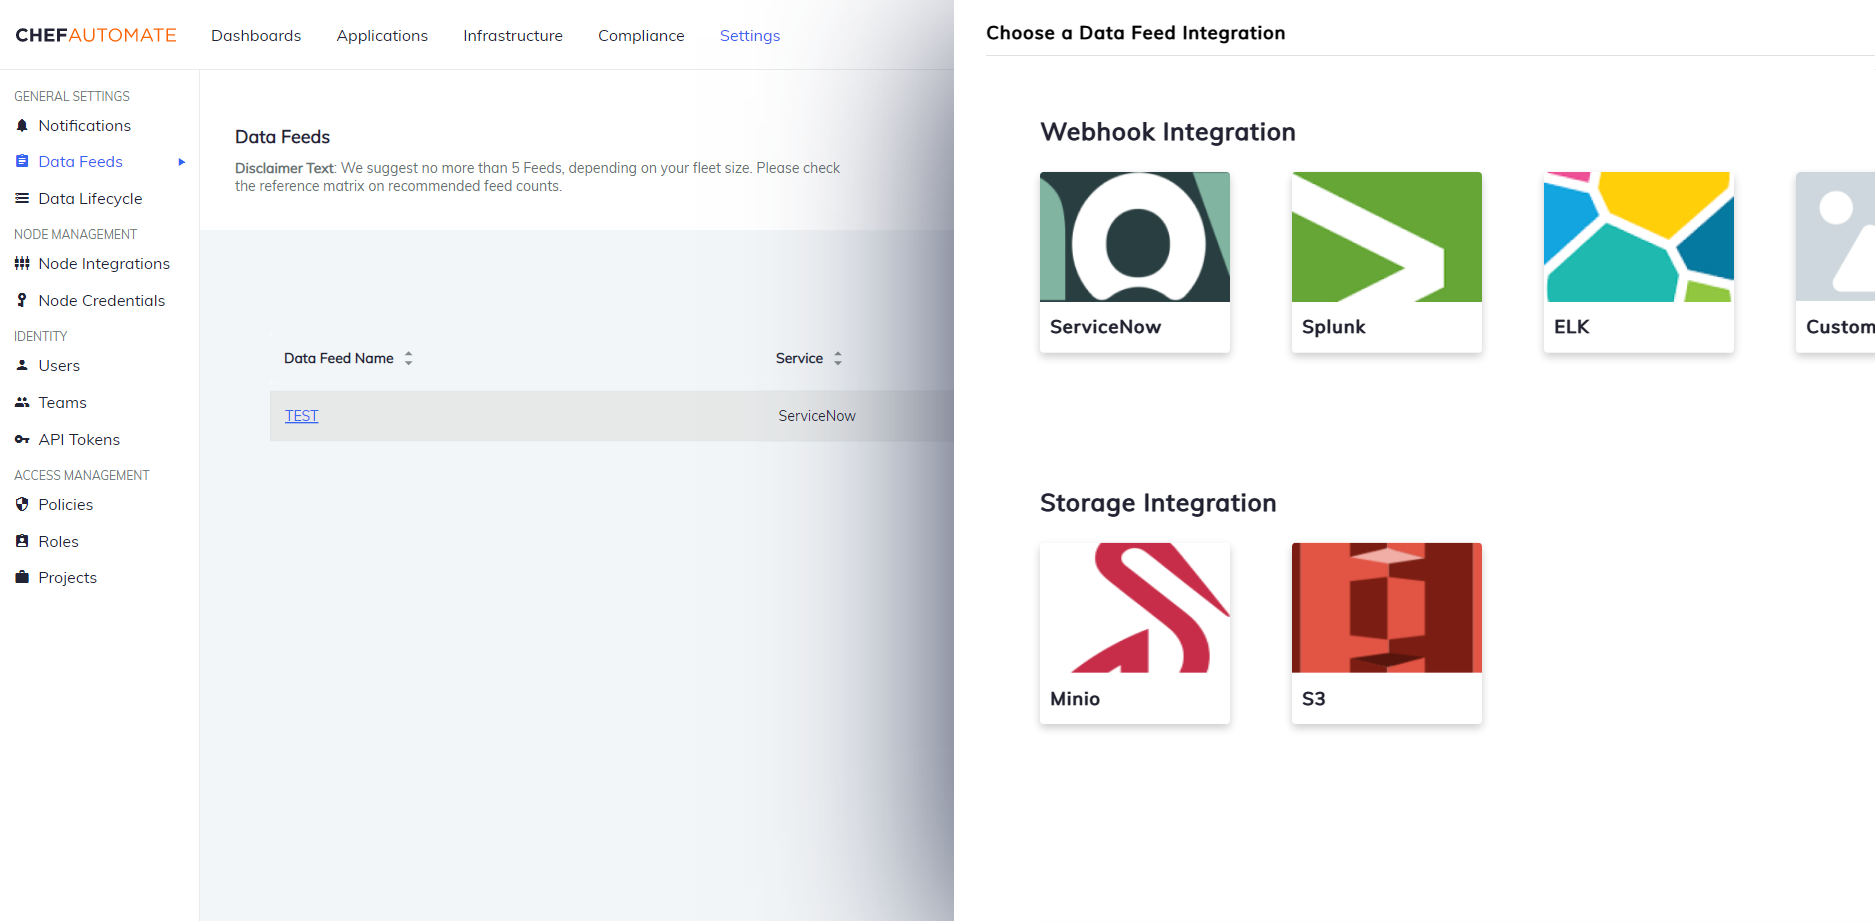 CHEFAUTOMATE
Dashboards
Applications
Infrastructure
Compliance
Settings
GENERAL SETTINGS
Notifications
Data Feeds
Data Lifecycle
NODE MANAGEMENT
Node Integrations
Node Credentials
IDENTITY
Users
Teams
API Tokens
ACCESS MANAGEMENT
Policies
Roles
Projects
Data Feeds
Disclaimer Text: We suggest no more than 5 Feeds, depending on your fleet size. Please check
the reference matrix on recommended feed counts.
Data Feed Name
Service
TEST
ServiceNow
Choose a Data Feed Integration
Webhook Integration
ServiceNow
Splunk
ELK
Custom
Storage Integration
Minio
S3